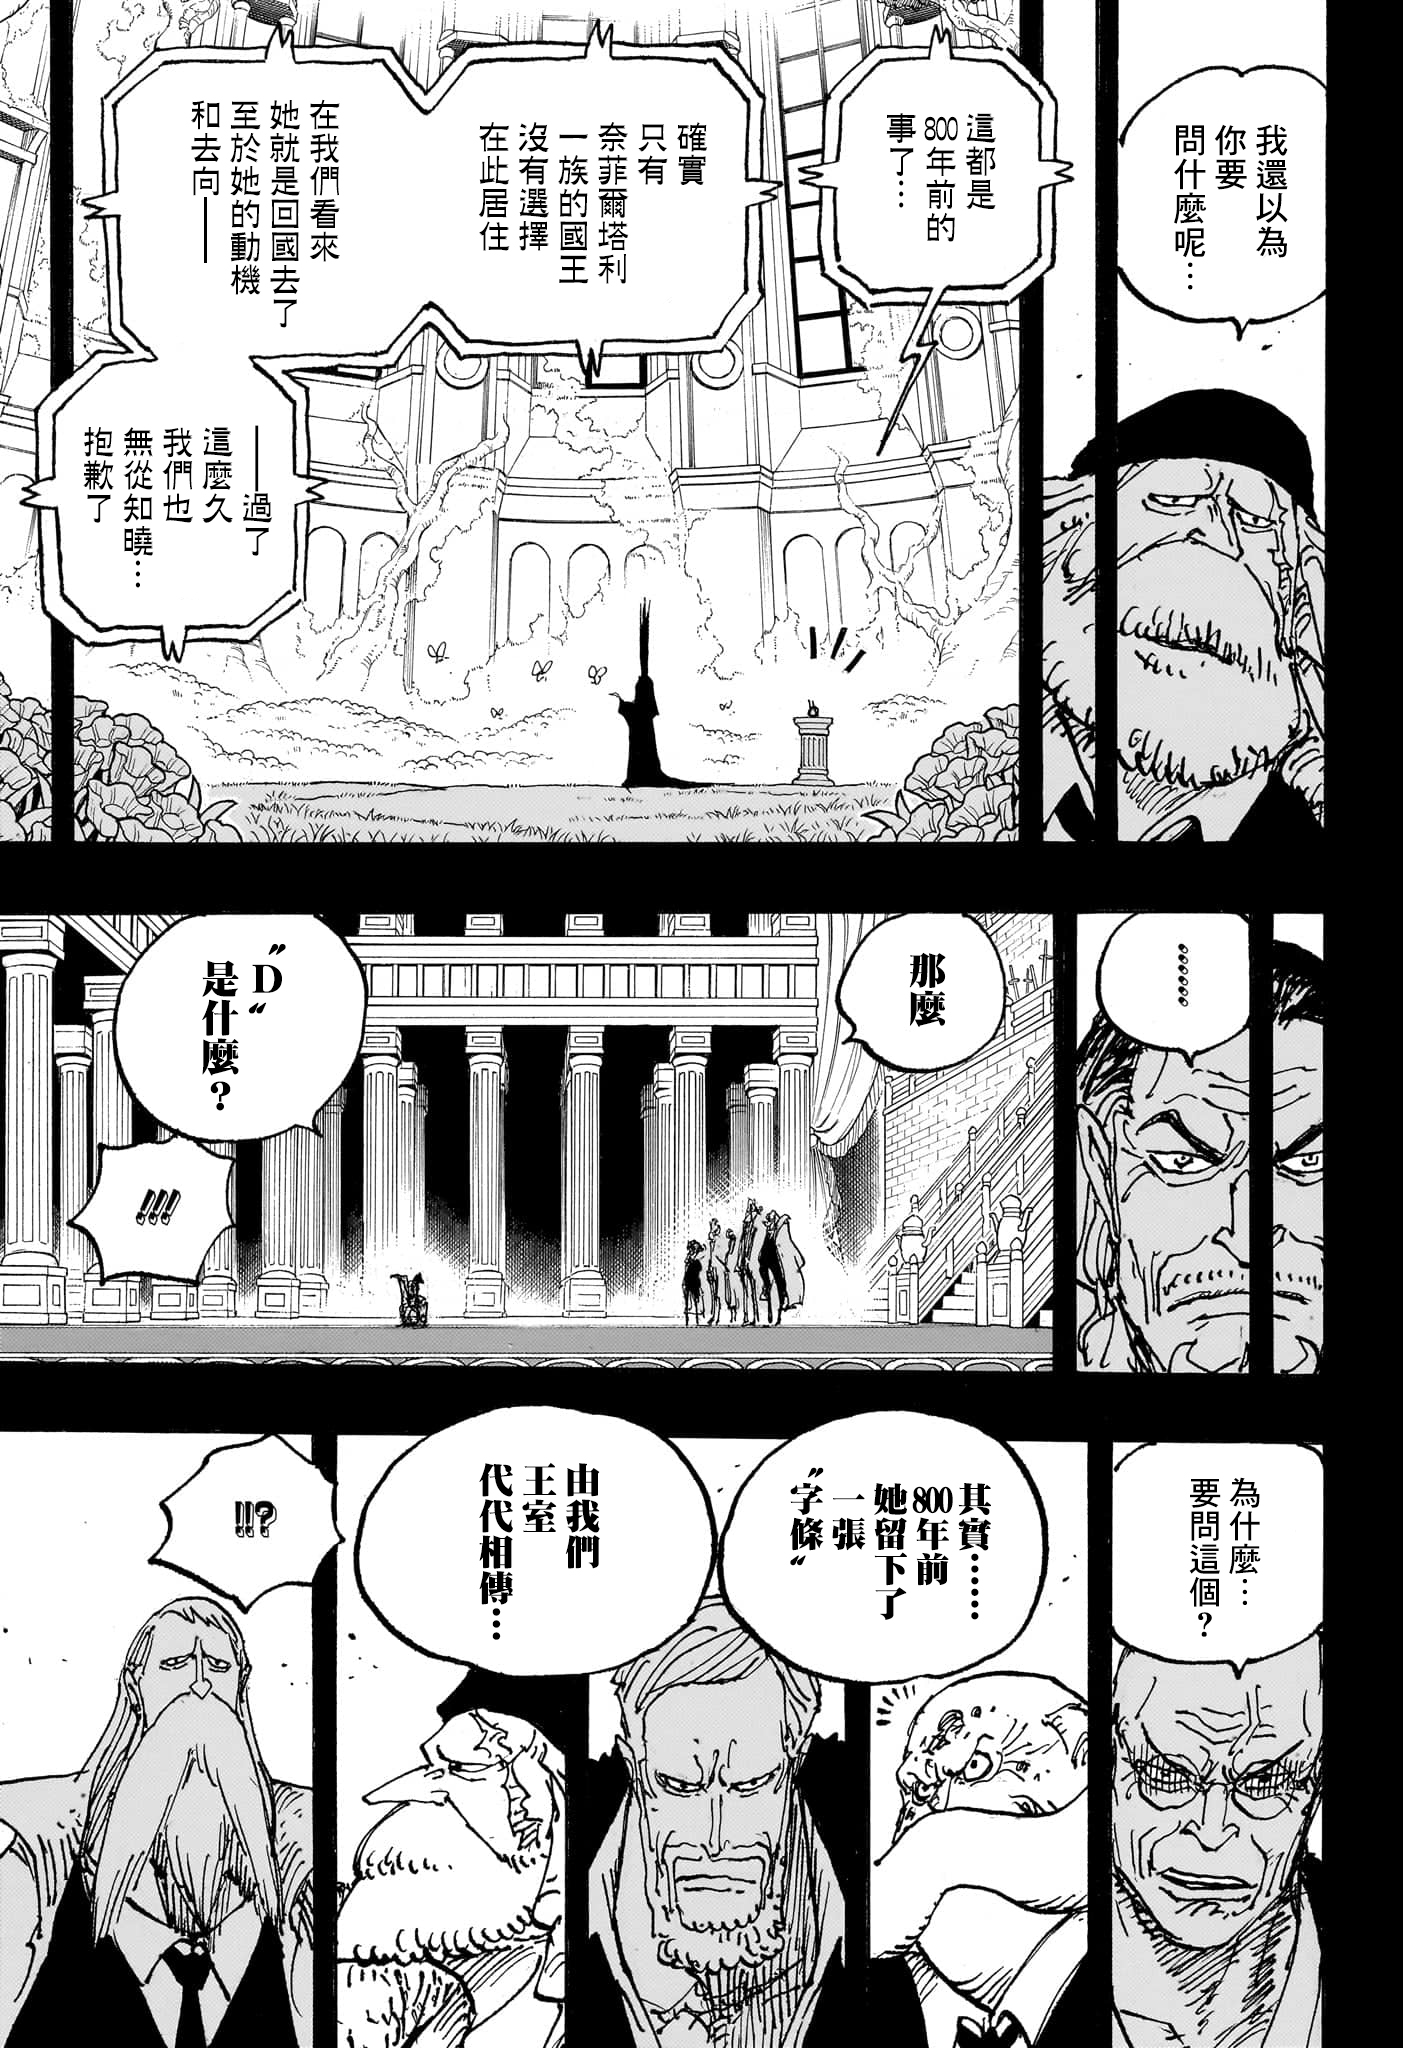 我還以為
你要
問什麼呢…
這都是
800年前的
事了…
確實
只有
奈菲爾塔利
一族的國王
沒有選擇
在此居住
在我們看來
她就是回國去了
至於她的動機
和去向──
──過了
這麼久
我們也
無從知曉…
抱歉了
……
那麼
〝D〞
是什麼？
!!!
為什麼…
要問這個？
其實……
800年前
她留下了
一張
〝字條〞
由我們
王室
代代相傳…
!!?